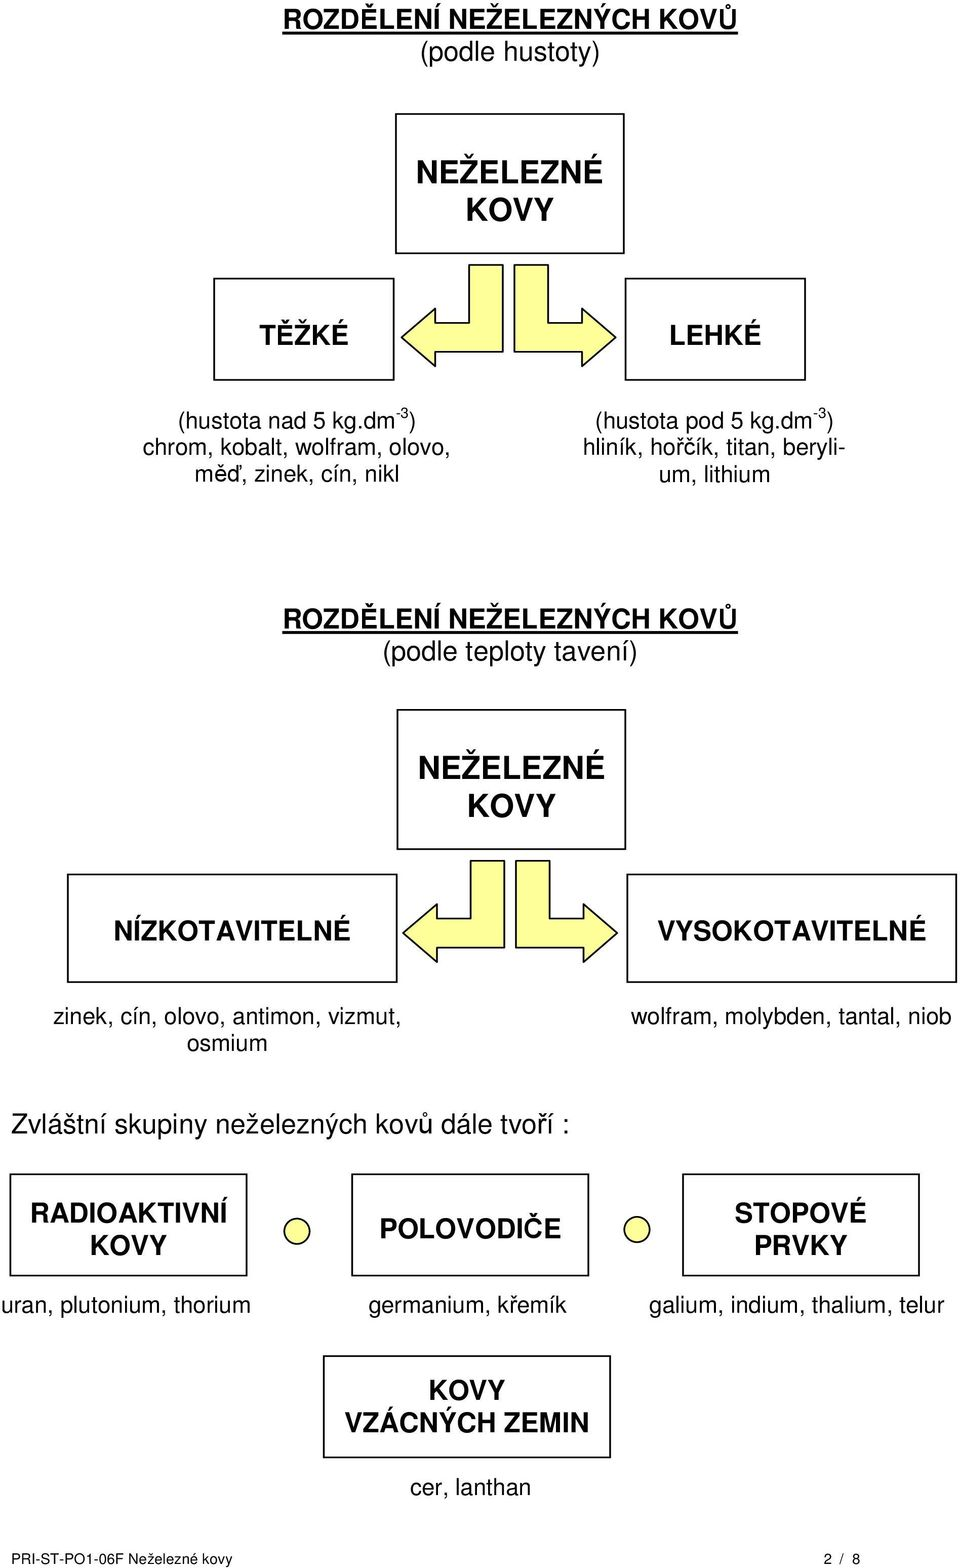 ROZDĚLENÍ NEŽELEZNÝCH KOVŮ
(podle hustoty)
NEŽELEZNÉ
KOVY
TĚŽKÉ
LEHKÉ
(hustota nad 5 kg.dm-3)
chrom, kobalt, wolfram, olovo,
měď, zinek, cín, nikl
(hustota pod 5 kg.dm-3)
hliník, hořčík, titan, beryli-
um, lithium
ROZDĚLENÍ NEŽELEZNÝCH KOVŮ
(podle teploty tavení)
NEŽELEZNÉ
KOVY
NÍZKOTAVITELNÉ
VYSOKOTAVITELNÉ
zinek, cín, olovo, antimon, vizmut,
osmium
wolfram, molybden, tantal, niob
Zvláštní skupiny neželezných kovů dále tvoří :
RADIOAKTIVNÍ
KOVY
POLOVODIČE
STOPOVÉ
PRVKY
uran, plutonium, thorium
germanium, křemík
galium, indium, thalium, telur
KOVY
VZÁCNÝCH ZEMIN
cer, lanthan
PRI-ST-PO1-06F Neželezné kovy 2 / 8